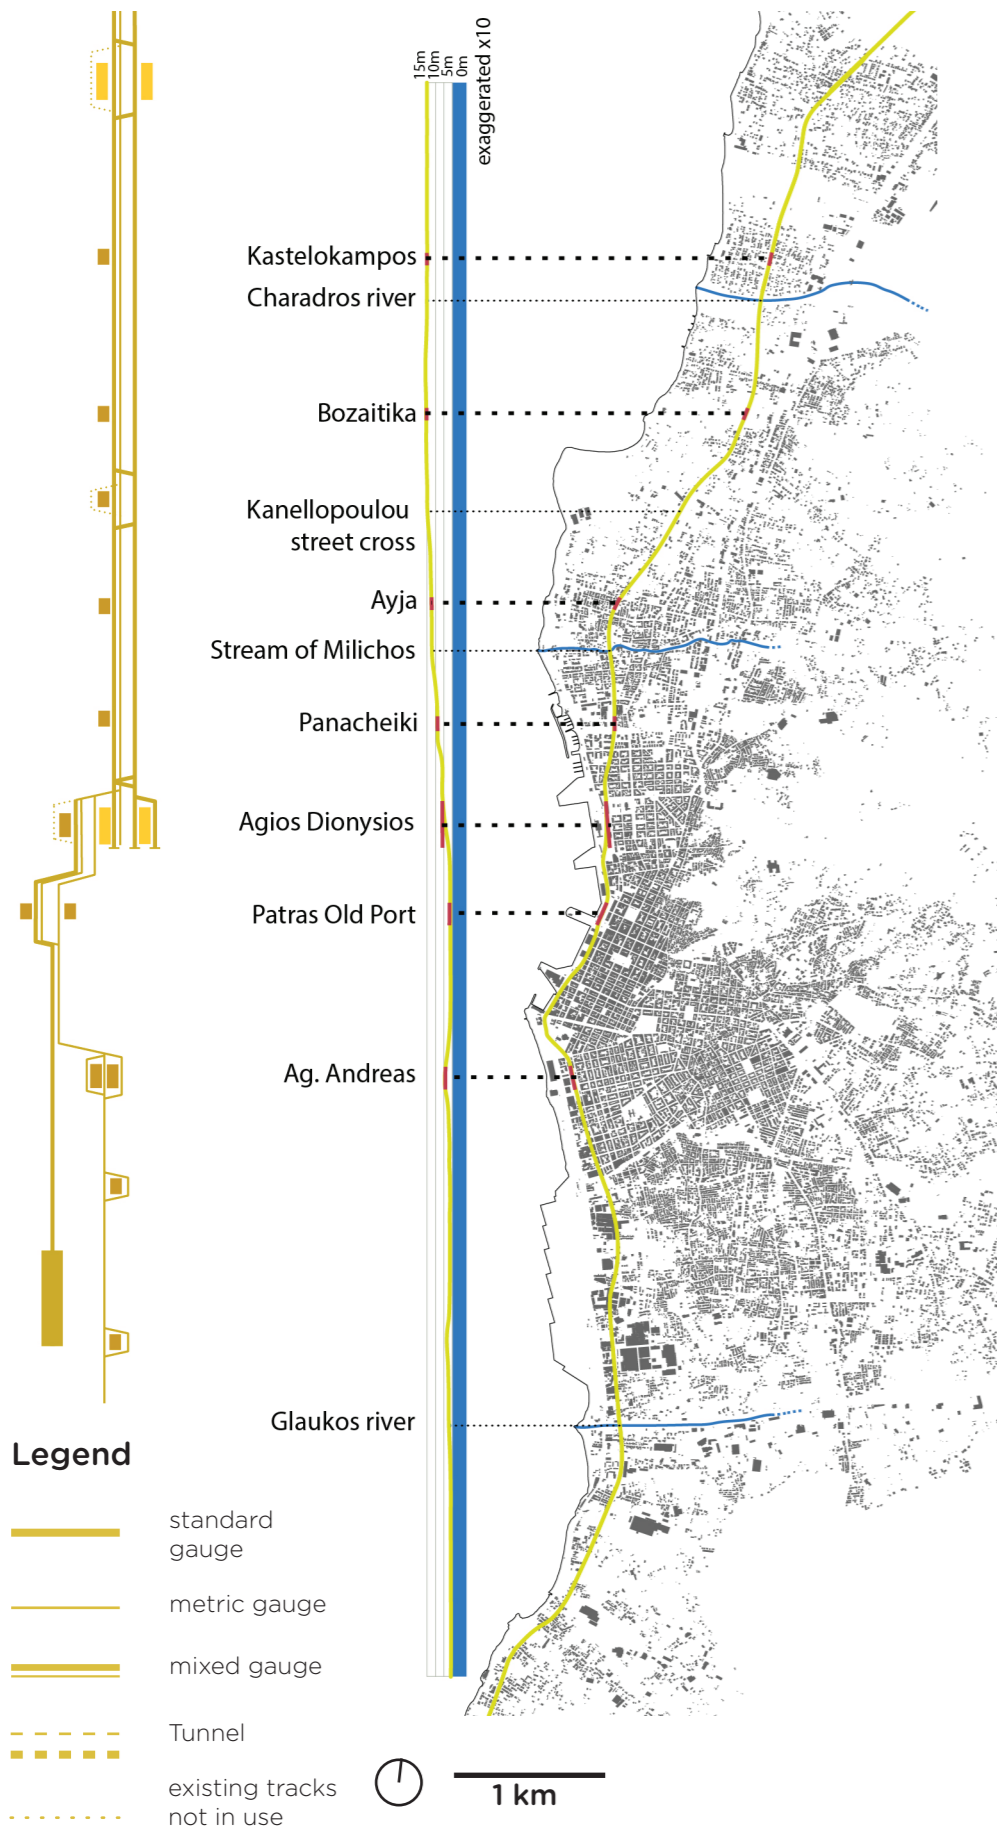 15m
10m
5m
0m
exaggerated x10
Kastelokampos
Charadros river
Bozaitika
Kanellopoulou
street cross
Ayja
Stream of Milichos
Panacheiki
Agios Dionysios
Patras Old Port
Ag. Andreas
Glaukos river
Legend
standard
gauge
metric gauge
mixed gauge
Tunnel
existing tracks
not in use
1 km